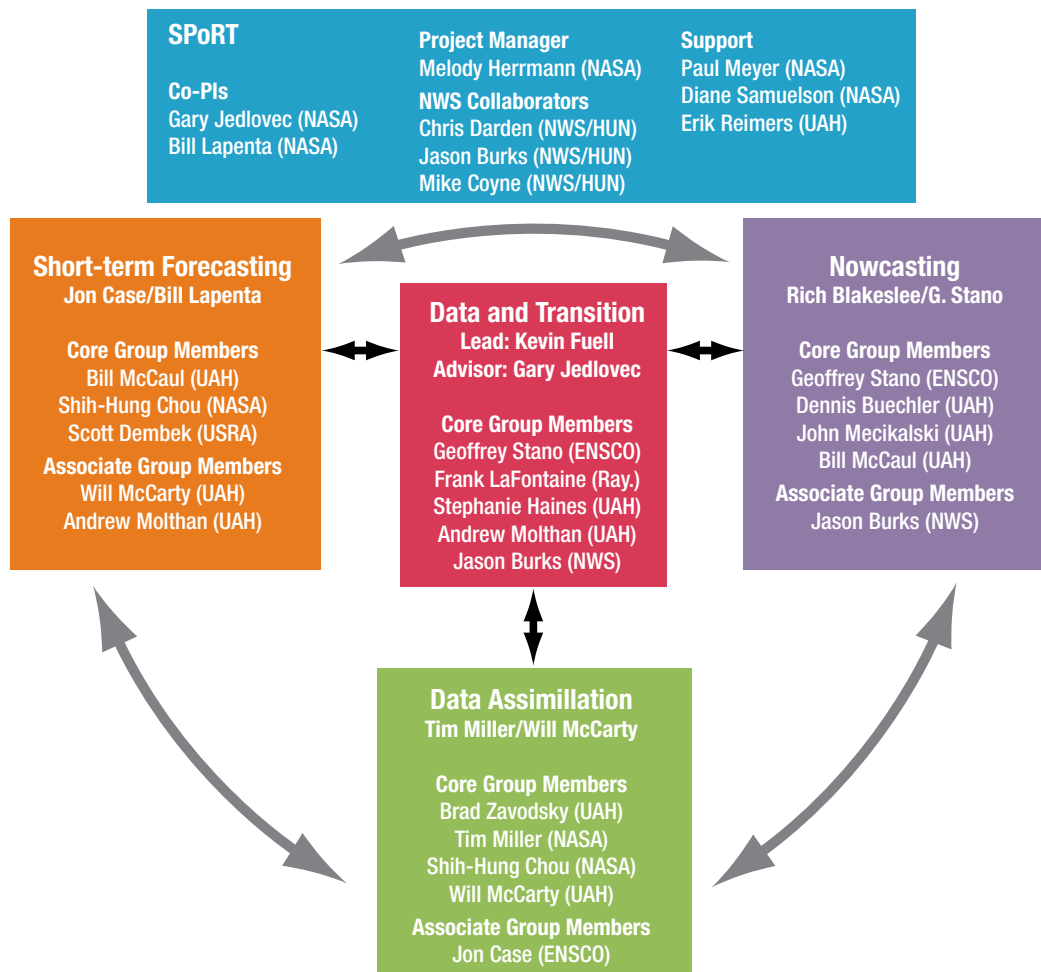 SPoRT
Co-PIs
Gary Jedlovec (NASA)
Bill Lapenta (NASA)
Project Manager
Melody Herrmann (NASA)
NWS Collaborators
Chris Darden (NWS/HUN)
Jason Burks (NWS/HUN)
Mike Coyne (NWS/HUN)
Support
Paul Meyer (NASA)
Diane Samuelson (NASA)
Erik Reimers (UAH)
Short-term Forecasting
Jon Case/Bill Lapenta
Core Group Members
Bill McCaul (UAH)
Shih-Hung Chou (NASA)
Scott Dembek (USRA)
Associate Group Members
Will McCarty (UAH)
Andrew Molthan (UAH)
Data and Transition
Lead: Kevin Fuell
Advisor: Gary Jedlovec
Core Group Members
Geoffrey Stano (ENSCO)
Frank LaFontaine (Ray.)
Stephanie Haines (UAH)
Andrew Molthan (UAH)
Jason Burks (NWS)
Nowcasting
Rich Blakeslee/G. Stano
Core Group Members
Geoffrey Stano (ENSCO)
Dennis Buechler (UAH)
John Mecikalski (UAH)
Bill McCaul (UAH)
Associate Group Members
Jason Burks (NWS)
Data Assimillation
Tim Miller/Will McCarty
Core Group Members
Brad Zavodsky (UAH)
Tim Miller (NASA)
Shih-Hung Chou (NASA)
Will McCarty (UAH)
Associate Group Members
Jon Case (ENSCO)